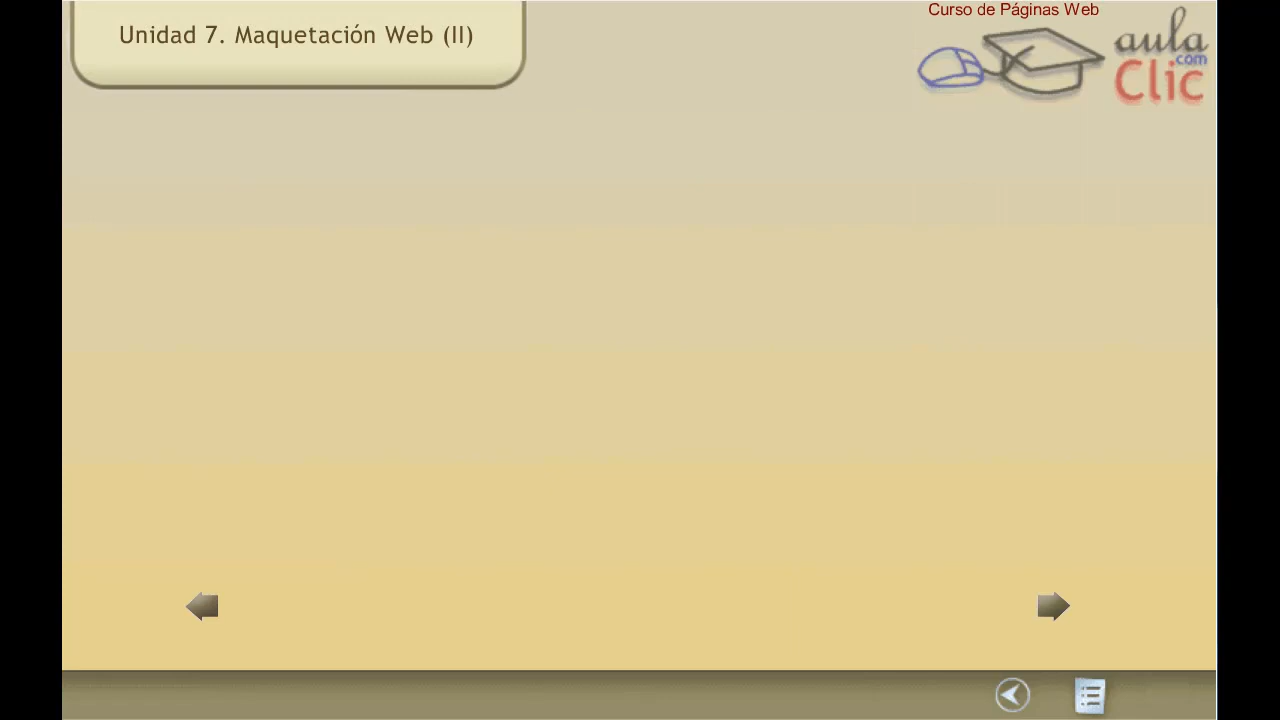 Unidad 7. Maquetación Web (II)
Curso de Páginas Web
aula
.com
Clic